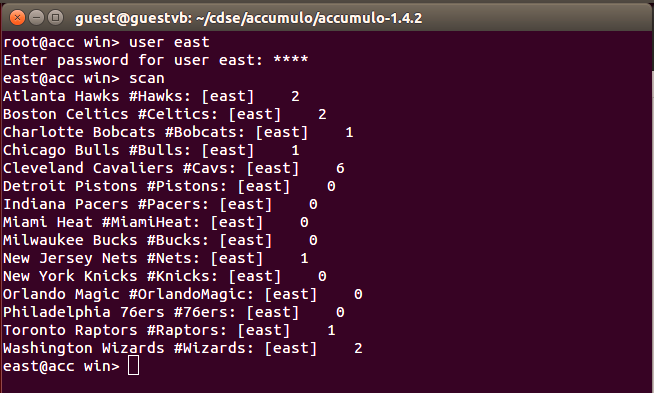 guest@guestvb: ~/cdse/accumulo/accumulo-1.4.2
root@acc win> user east
Enter password for user east: ****
east@acc win> scan
Atlanta Hawks #Hawks: [east]    2
Boston Celtics #Celtics: [east]    2
Charlotte Bobcats #Bobcats: [east]    1
Chicago Bulls #Bulls: [east]    1
Cleveland Cavaliers #Cavs: [east]    6
Detroit Pistons #Pistons: [east]    0
Indiana Pacers #Pacers: [east]    0
Miami Heat #MiamiHeat: [east]    0
Milwaukee Bucks #Bucks: [east]    0
New Jersey Nets #Nets: [east]    1
New York Knicks #Knicks: [east]    0
Orlando Magic #OrlandoMagic: [east]    0
Philadelphia 76ers #76ers: [east]    0
Toronto Raptors #Raptors: [east]    1
Washington Wizards #Wizards: [east]    2
east@acc win>